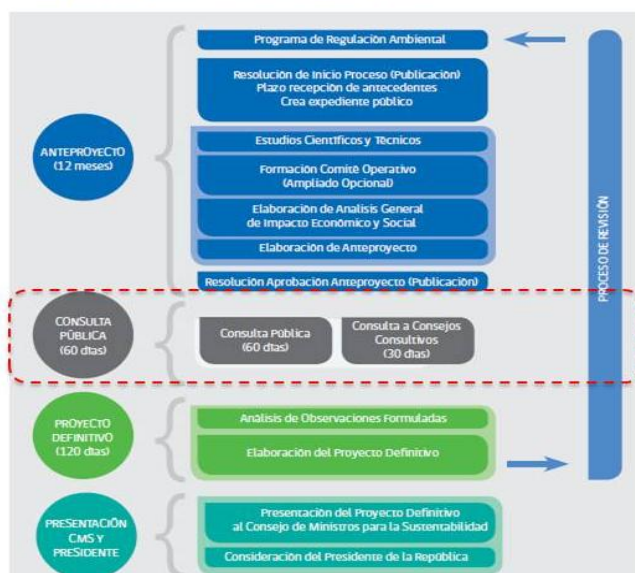 Programa de Regulación Ambiental
Resolución de Inicio Proceso (Publicación)
Plazo recepción de antecedentes
Crea expediente público
ANTEPROYECTO
(12 meses)
Estudios Científicos y Técnicos
Formación Comité Operativo
(Ampliado Opcional)
Elaboración de Analisis General
de Impacto Económico y Social
Elaboración de Anteproyecto
Resolución Aprobación Anteproyecto (Publicación)
PROCESO DE REVISIÓN
CONSULTA
PÚBLICA
(60 días)
Consulta Pública
(60 días)
Consulta a Consejos
Consultivos
(30 días)
PROYECTO
DEFINITIVO
(120 días)
Análisis de Observaciones Formuladas
Elaboración del Proyecto Definitivo
PRESENTACIÓN
CMS Y
PRESIDENTE
Presentación del Proyecto Definitivo
al Consejo de Ministros para la Sustentabilidad
Consideración del Presidente de la República